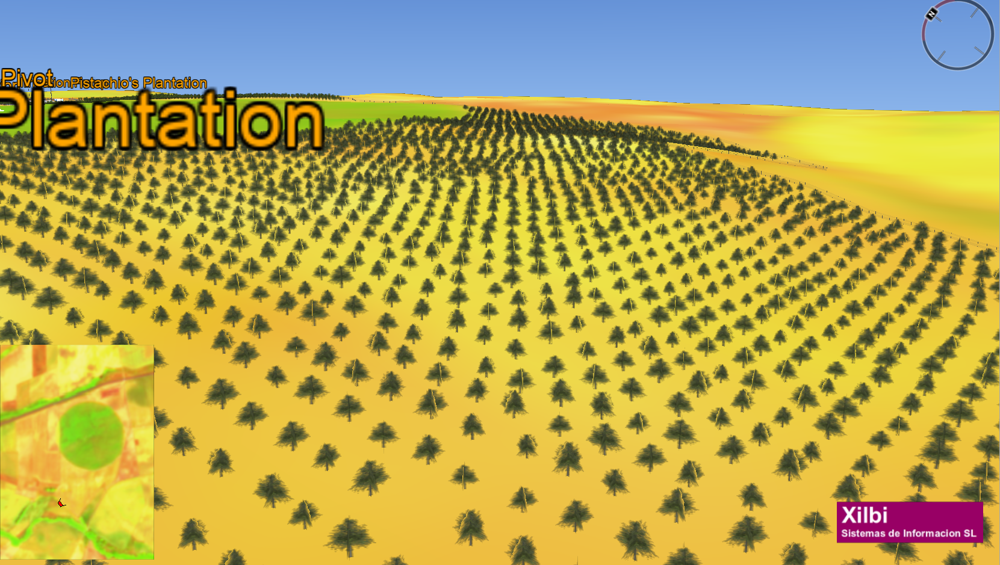 N
Pivot
Pistachio's Plantation
Plantation
Xilbi
Sistemas de Informacion SL